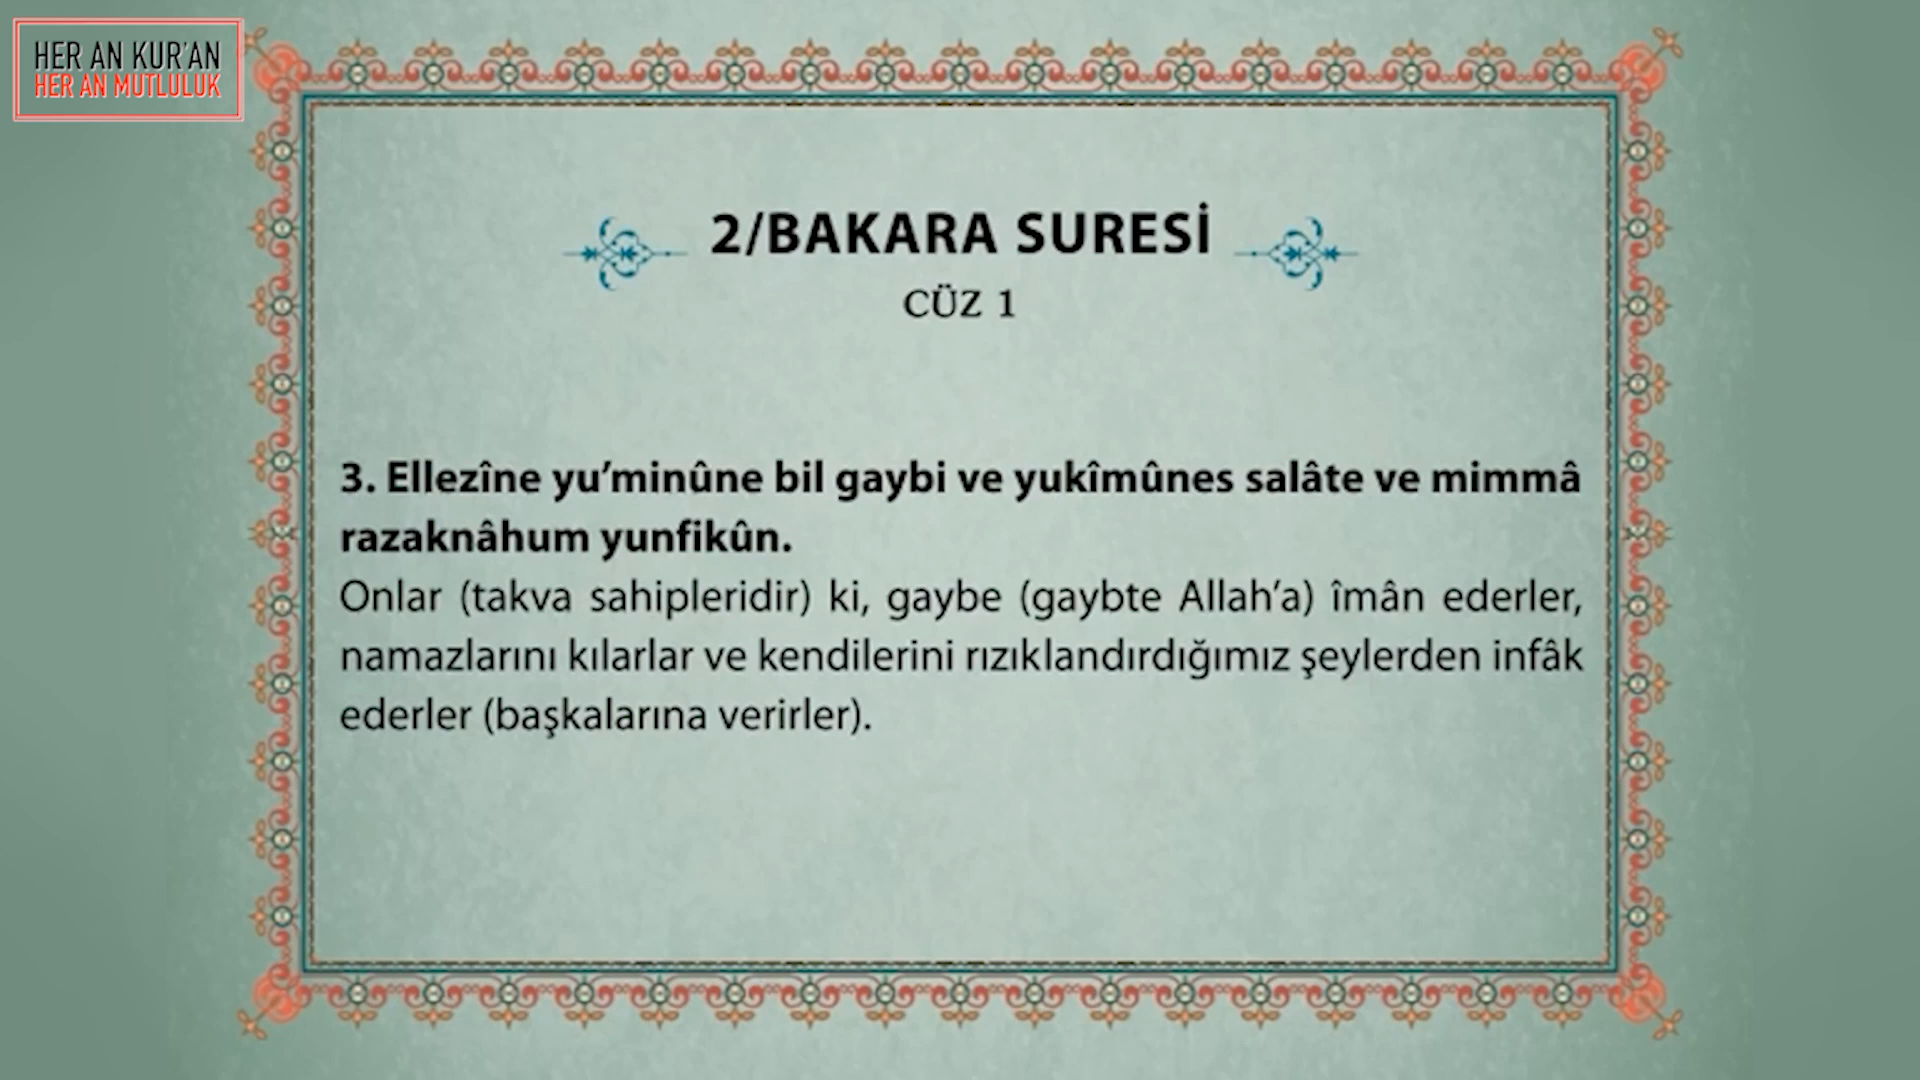 HER AN KUR'AN
HER AN MUTLULUK
2/BAKARA SURESİ
CÜZ 1
3. Ellezîne yu’minûne bil gaybi ve yukîmûnes salâte ve mimmâ
razaknâhum yunfikûn.
Onlar (takva sahipleridir) ki, gaybe (gaybte Allah’a) îmân ederler,
namazlarını kılarlar ve kendilerini rızıklandırdığımız şeylerden infâk
ederler (başkalarına verirler).